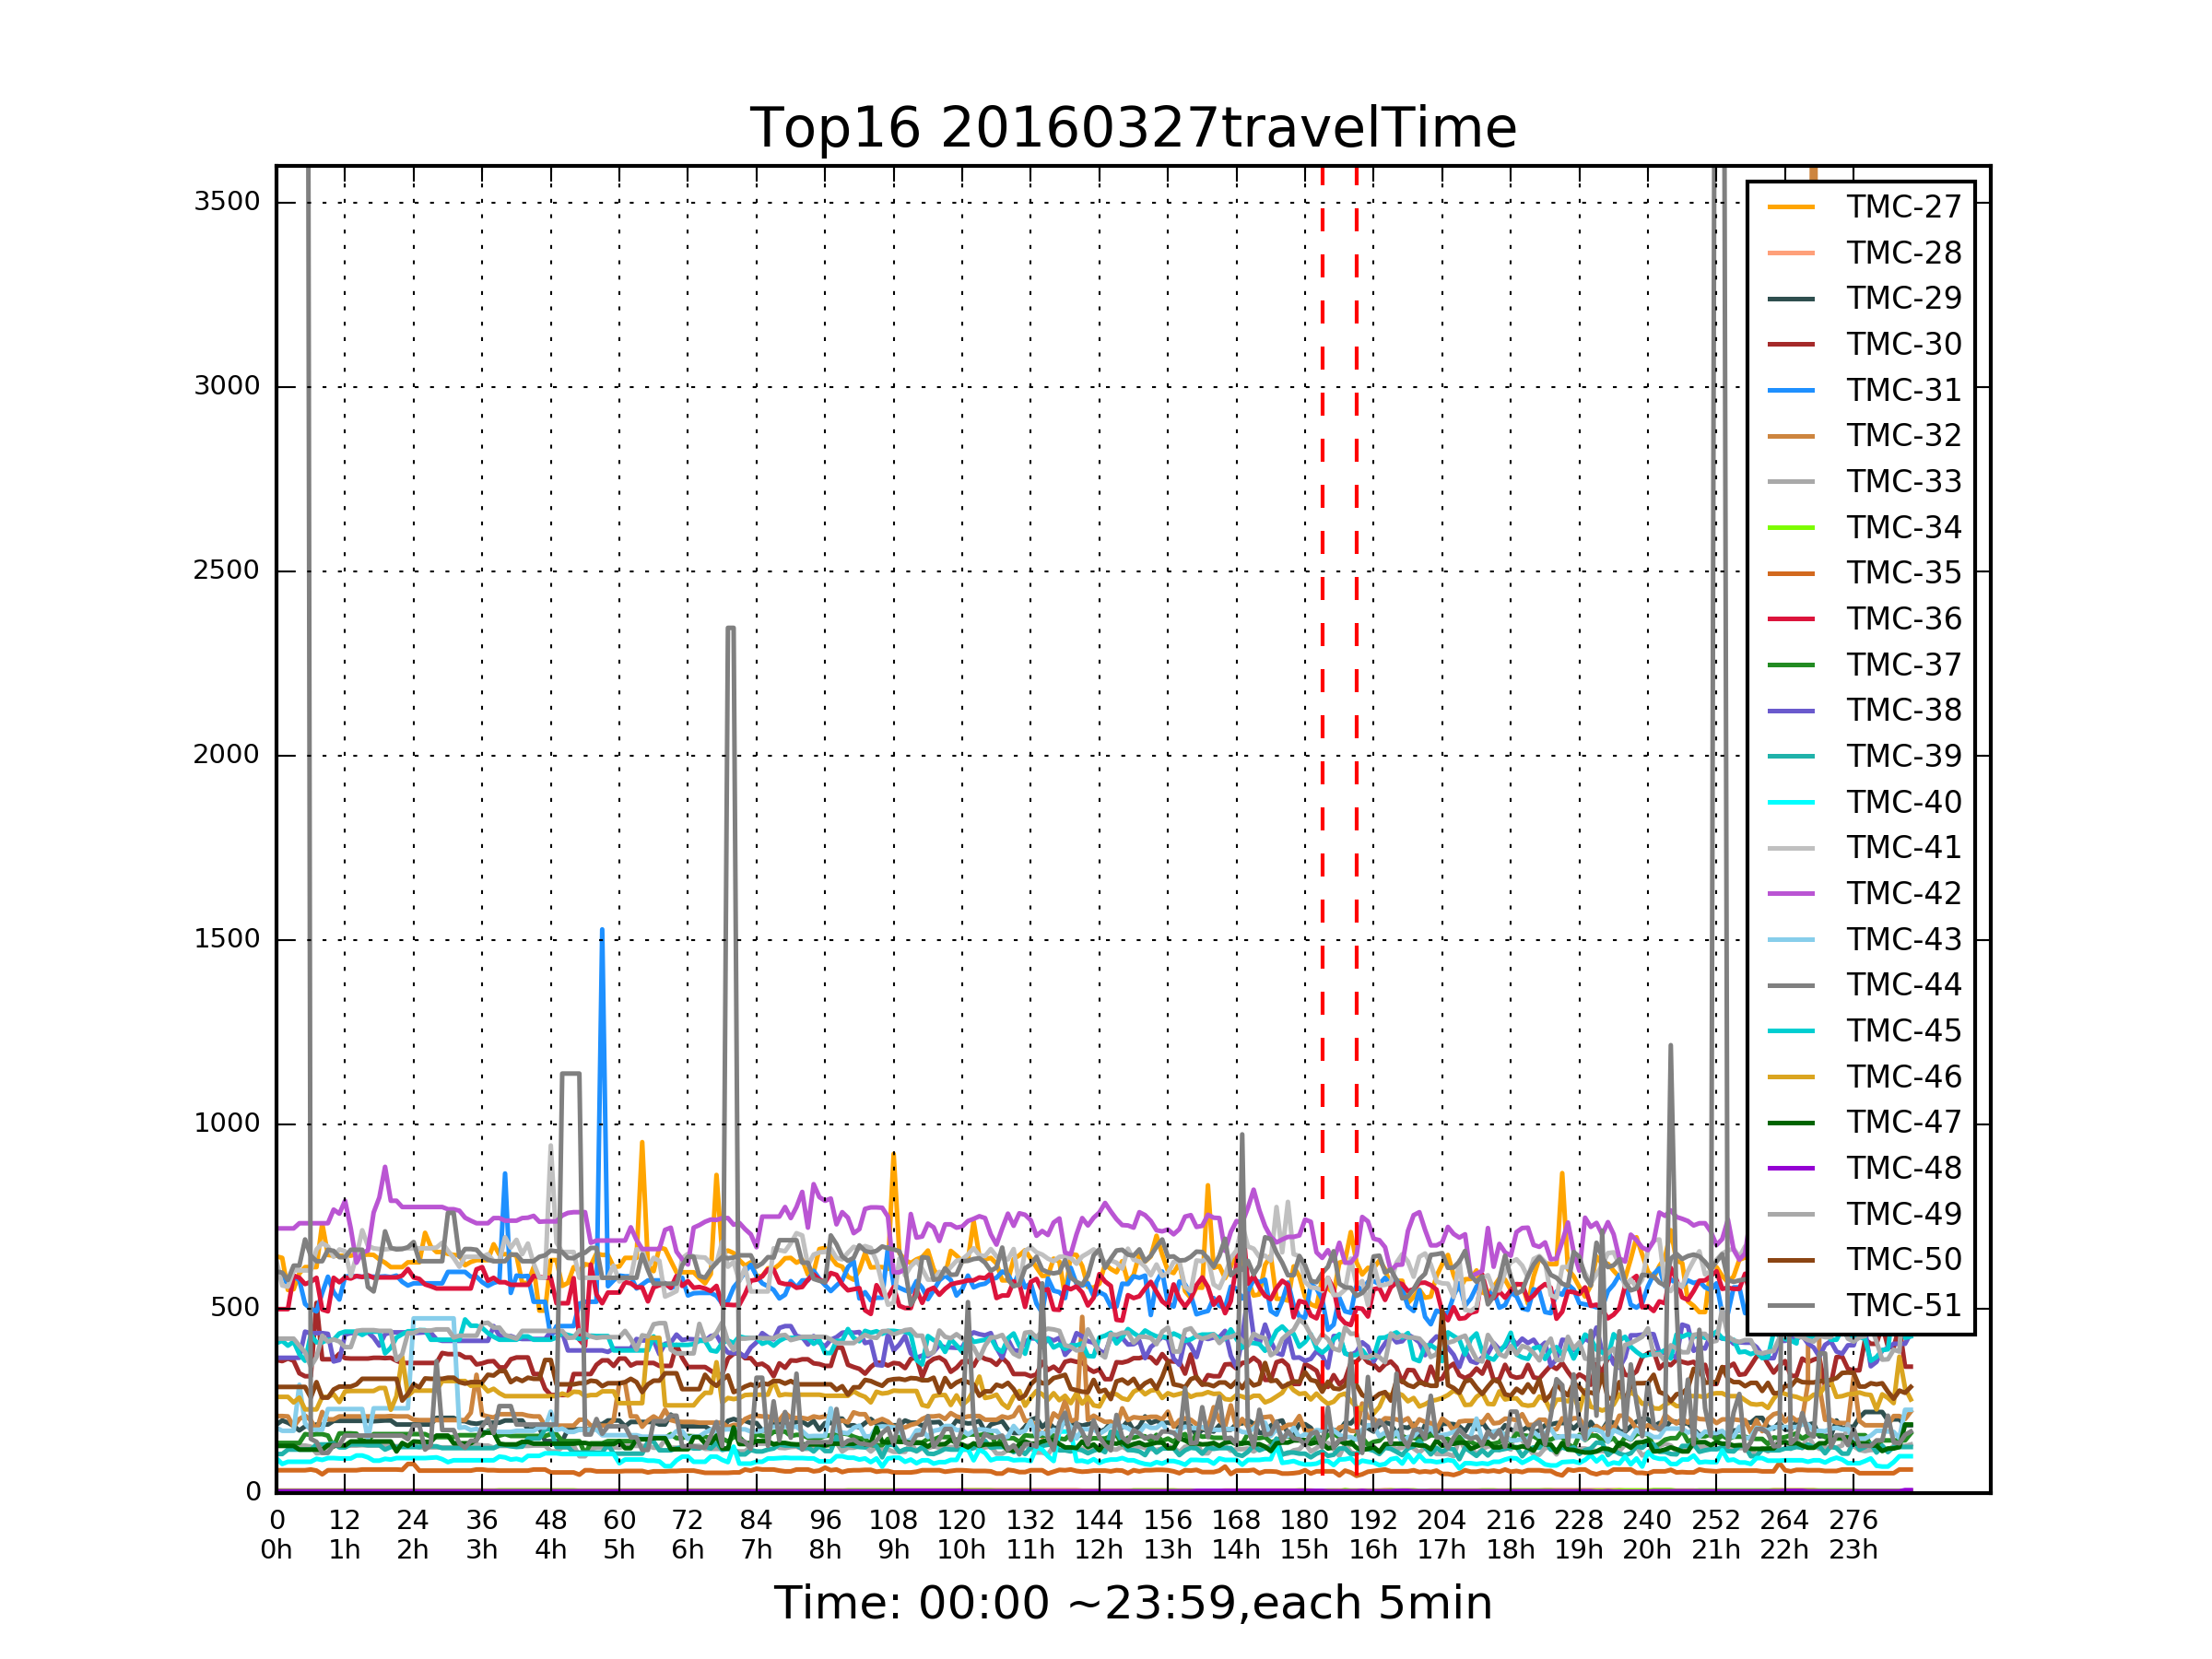 Top16 20160327travelTime
3500
3000
2500
2000
1500
1000
500
0
TMC-27
TMC-28
TMC-29
TMC-30
TMC-31
TMC-32
TMC-33
TMC-34
TMC-35
TMC-36
TMC-37
TMC-38
TMC-39
TMC-40
TMC-41
TMC-42
TMC-43
TMC-44
TMC-45
TMC-46
TMC-47
TMC-48
TMC-49
TMC-50
TMC-51
0 12 24 36 48 60 72 84 96 108 120 132 144 156 168 180 192 204 216 228 240 252 264 276
0h 1h 2h 3h 4h 5h 6h 7h 8h 9h 10h 11h 12h 13h 14h 15h 16h 17h 18h 19h 20h 21h 22h 23h
Time: 00:00 ~23:59,each 5min